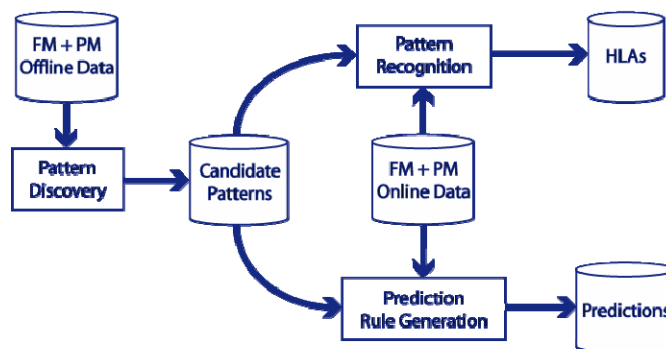 FM + PM
Offline Data
Pattern
Recognition
HLAs
Pattern
Discovery
Candidate
Patterns
FM + PM
Online Data
Prediction
Rule Generation
Predictions